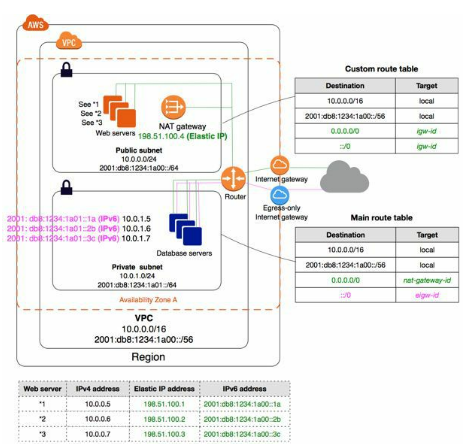 AWS
VPC
See *1
See *2
See *3
Web servers
NAT gateway
198.51.100.4 (Elastic IP)
Public subnet
10.0.0.0/24
2001:db8:1234:1a00::/64
Custom route table
Destination Target
10.0.0.0/16 local
2001:db8:1234:1a00::/56 local
0.0.0.0/0 igw-id
::/0 igw-id
Router
Internet gateway
Egress-only
Internet gateway
2001: db8:1234:1a01::1a (IPv6) 10.0.1.5
2001: db8:1234:1a01::2b (IPv6) 10.0.1.6
2001: db8:1234:1a01::3c (IPv6) 10.0.1.7
Database servers
Private subnet
10.0.1.0/24
2001:db8:1234:1a01::/64
Availability Zone A
Main route table
Destination Target
10.0.0.0/16 local
2001:db8:1234:1a00::/56 local
0.0.0.0/0 nat-gateway-id
::/0 eigw-id
VPC
10.0.0.0/16
2001:db8:1234:1a00::/56
Region
Web server IPv4 address Elastic IP address IPv6 address
*1 10.0.0.5 198.51.100.1 2001:db8:1234:1a00::1a
*2 10.0.0.6 198.51.100.2 2001:db8:1234:1a00::2b
*3 10.0.0.7 198.51.100.3 2001:db8:1234:1a00::3c